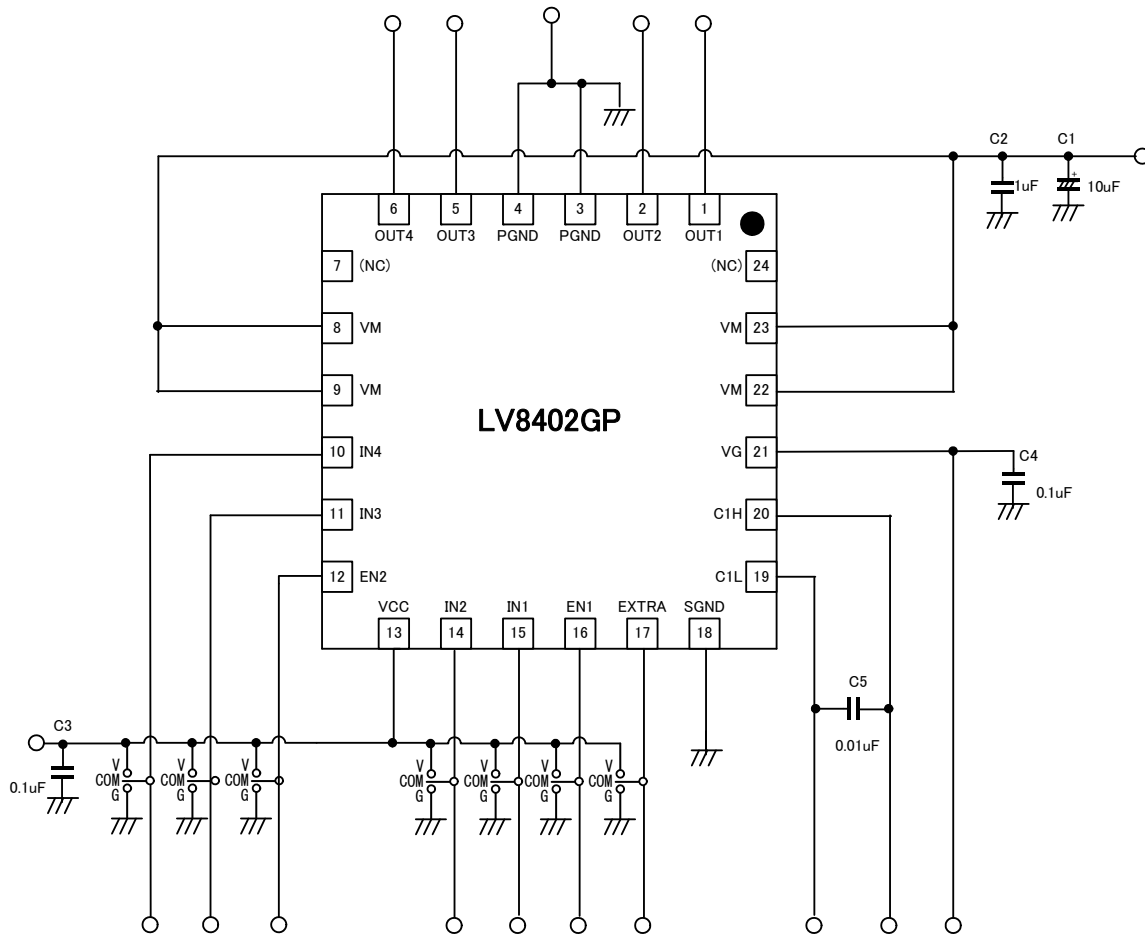 C2 C1
1uF + 10uF
6 5 4 3 2 1
OUT4 OUT3 PGND PGND OUT2 OUT1
7 (NC) (NC) 24
8 VM VM 23
9 VM VM 22
LV8402GP
10 IN4 VG 21
C4
0.1uF
11 IN3 C1H 20
12 EN2 C1L 19
VCC IN2 IN1 EN1 EXTRA SGND
13 14 15 16 17 18
C5
0.01uF
C3
0.1uF
V V V V V V V
COM COM COM COM COM COM COM
G G G G G G G